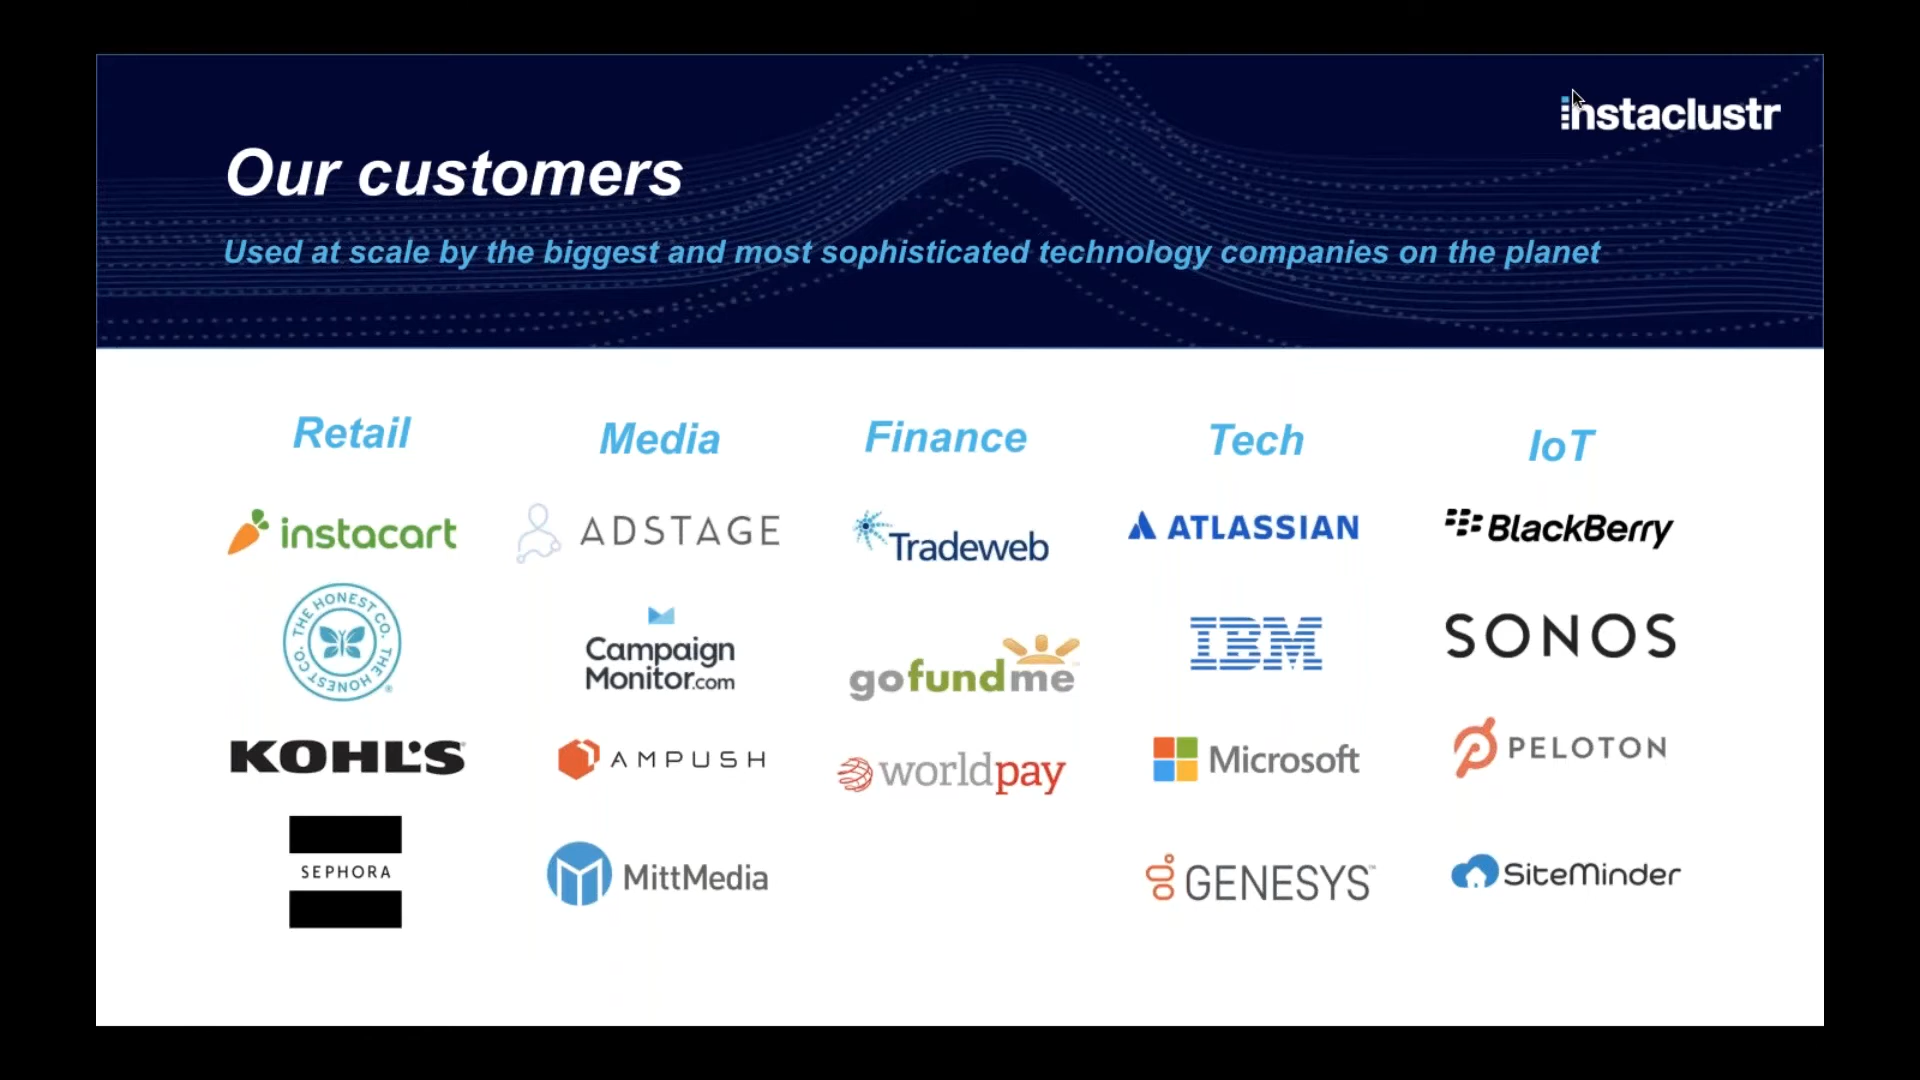 instaclustr
Our customers
Used at scale by the biggest and most sophisticated technology companies on the planet
Retail
instacart
THE HONEST CO. THE HONEST CO.
®
KOHL'S
SEPHORA
Media
ADSTAGE
Campaign
Monitor.com
AMPUSH
MittMedia
Finance
Tradeweb
gofundme
worldpay
Tech
ATLASSIAN
IBM
Microsoft
GENESYS™
IoT
BlackBerry
SONOS
PELOTON
SiteMinder